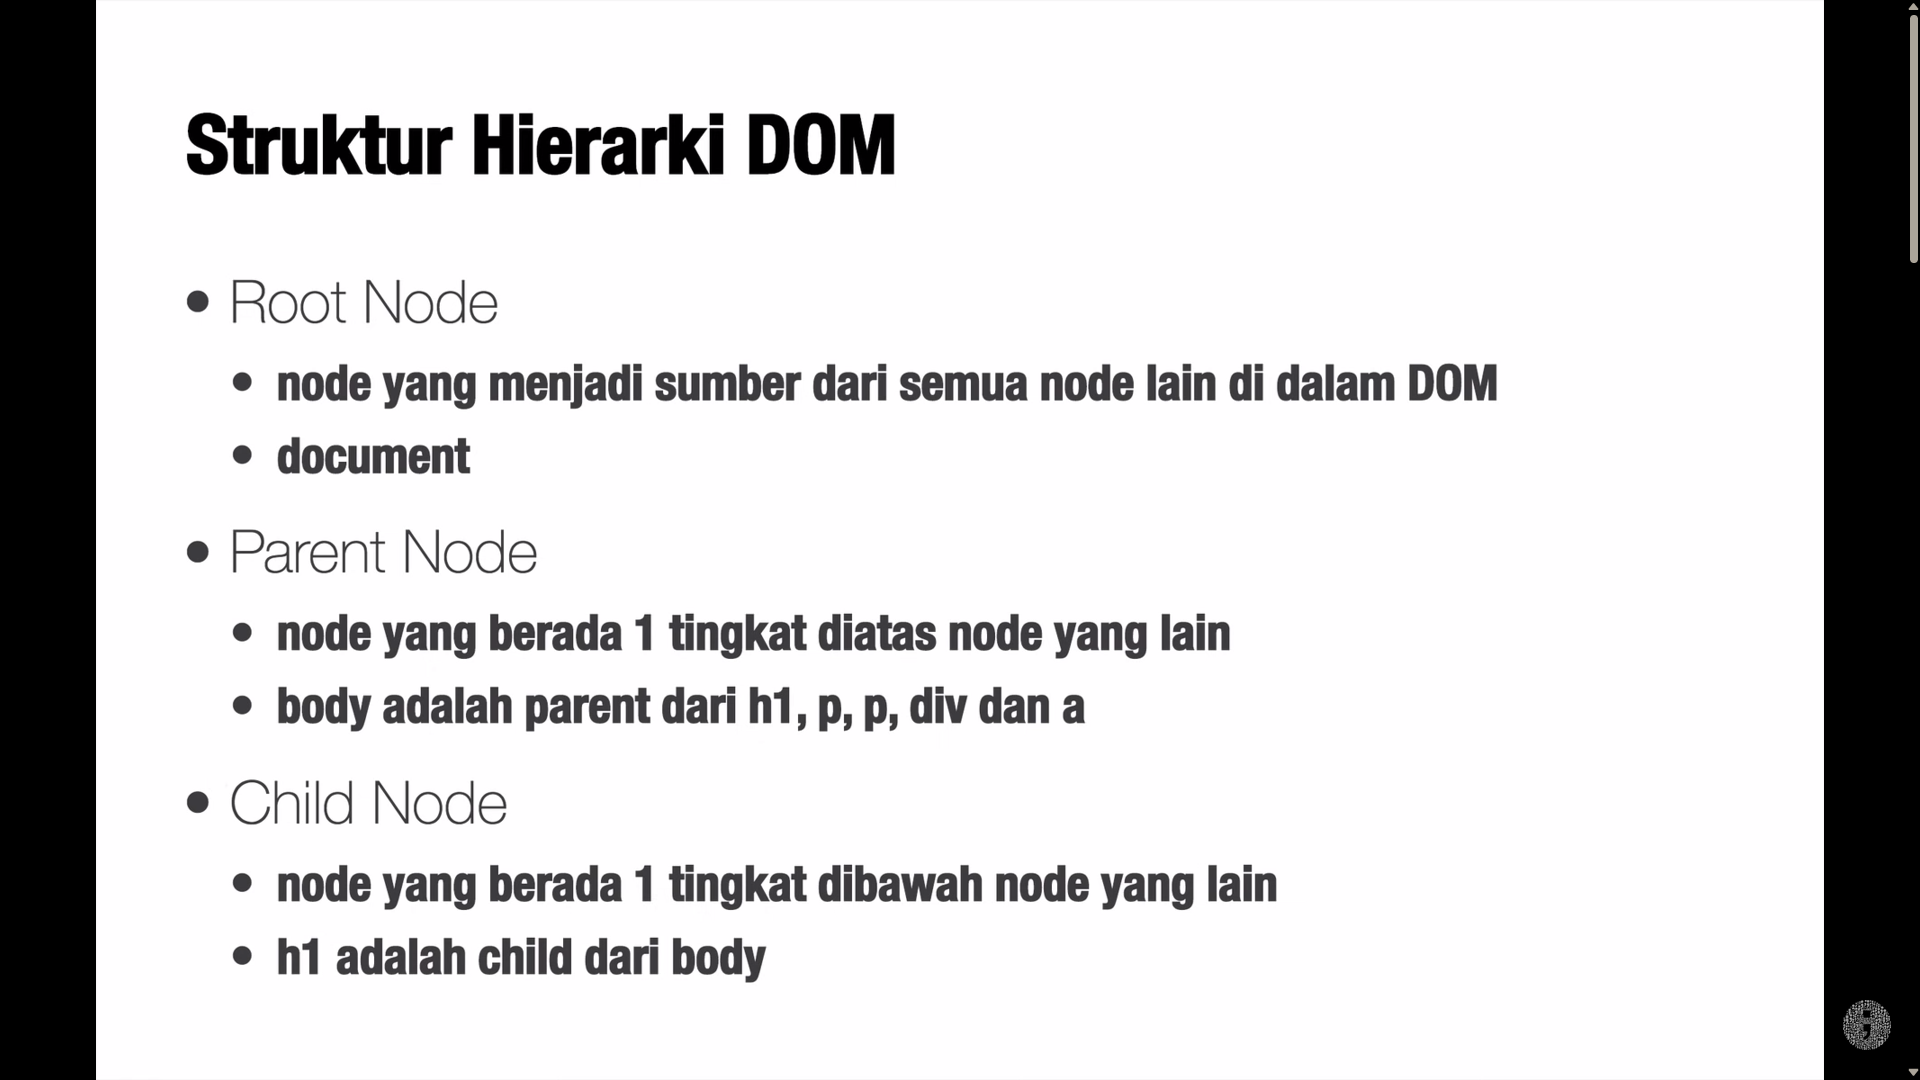 Struktur Hierarki DOM
• Root Node
• node yang menjadi sumber dari semua node lain di dalam DOM
• document
• Parent Node
• node yang berada 1 tingkat diatas node yang lain
• body adalah parent dari h1, p, p, div dan a
• Child Node
• node yang berada 1 tingkat dibawah node yang lain
• h1 adalah child dari body